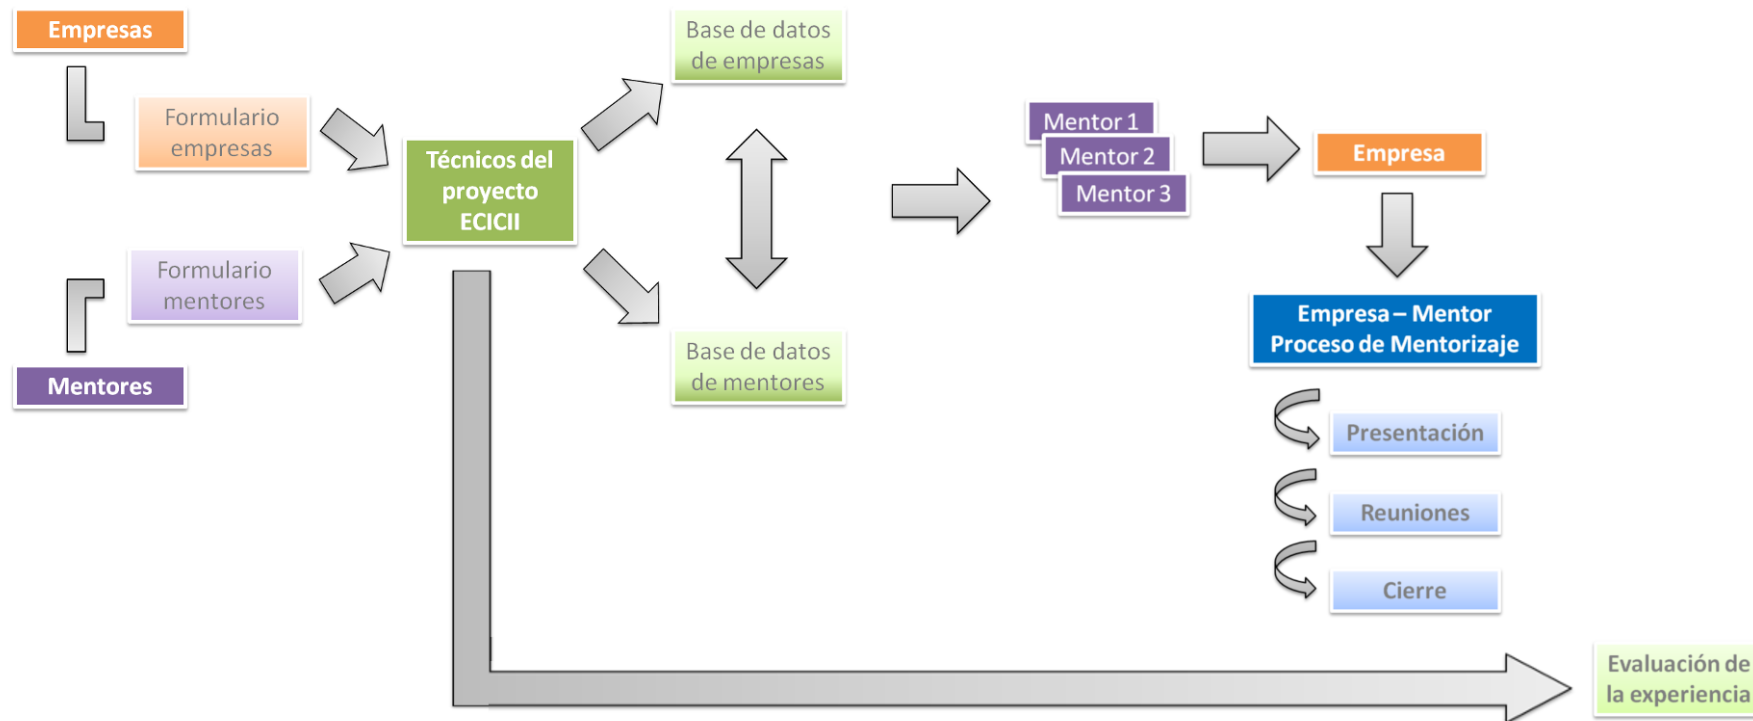 Empresas
Formulario
empresas
Formulario
mentores
Mentores
Técnicos del
proyecto
ECICII
Base de datos
de empresas
Base de datos
de mentores
Mentor 1
Mentor 2
Mentor 3
Empresa
Empresa – Mentor
Proceso de Mentorizaje
Presentación
Reuniones
Cierre
Evaluación de
la experiencia